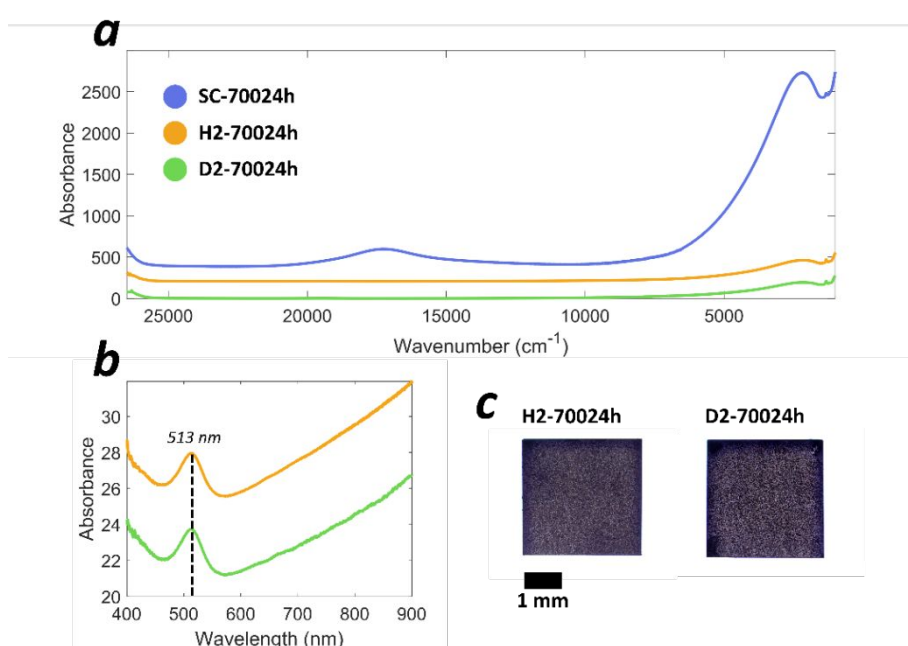 a
2500
2000
1500
1000
500
0
Absorbance
SC-70024h
H2-70024h
D2-70024h
25000 20000 15000 10000 5000
Wavenumber (cm-1)
b
32
30
28
26
24
22
20
Absorbance
513 nm
400 500 600 700 800 900
Wavelength (nm)
c
H2-70024h D2-70024h
1 mm